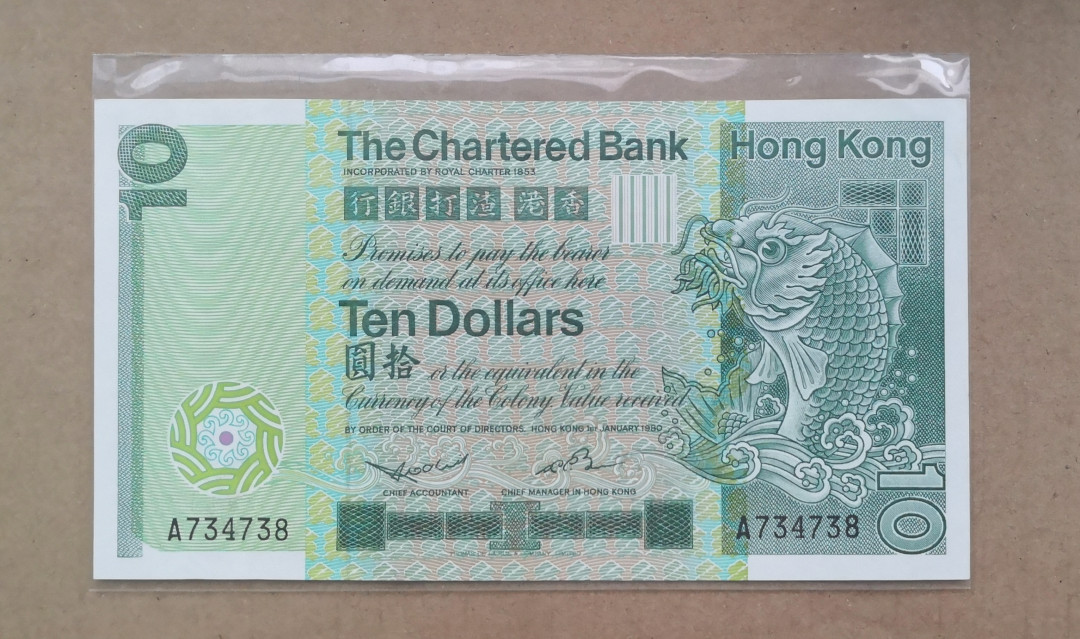 10
The Chartered Bank
Hong Kong
INCORPORATED BY ROYAL CHARTER 1853
香港渣打銀行
Promises to pay the bearer
on demand at its office here
Ten Dollars
拾圓 or the equivalent in the
Currency of the Colony Value received
BY ORDER OF THE COURT OF DIRECTORS. HONG KONG 1ST JANUARY 1980
CHIEF ACCOUNTANT
CHIEF MANAGER IN HONG KONG
A734738
A734738
10